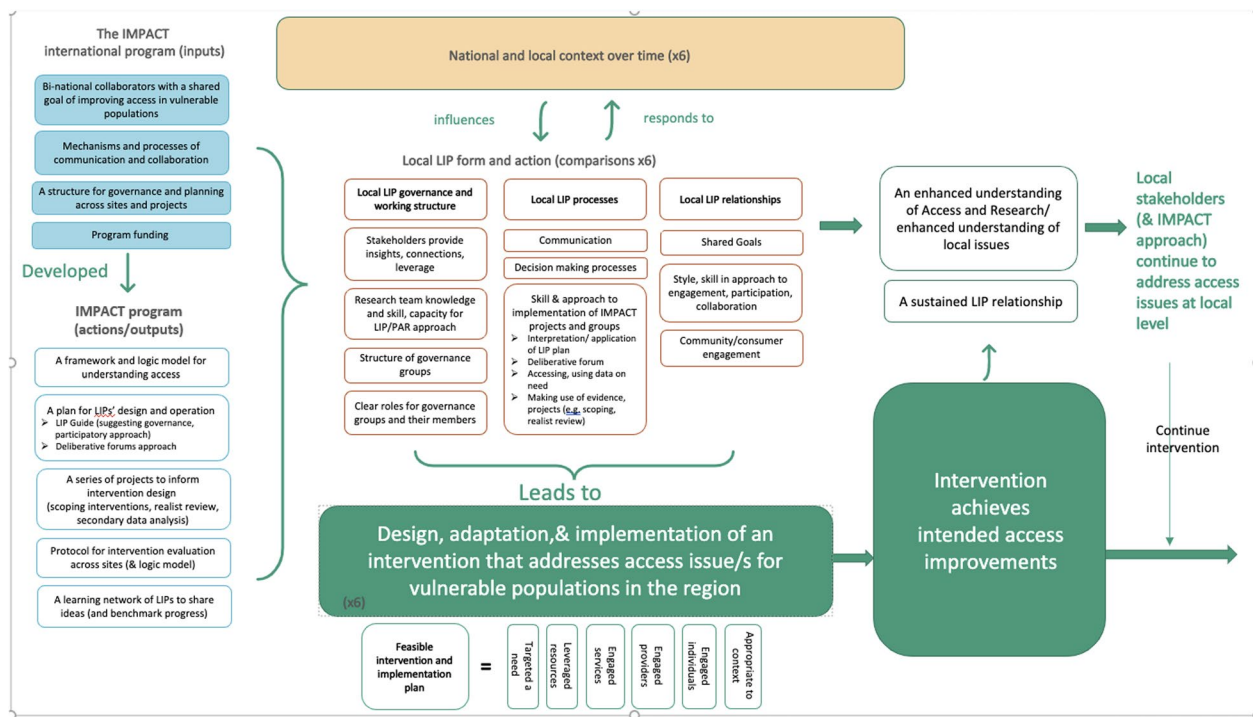 The IMPACT
international program (inputs)
Bi-national collaborators with a shared
goal of improving access in vulnerable
populations
Mechanisms and processes of
communication and collaboration
A structure for governance and planning
across sites and projects
Program funding
Developed
IMPACT program
(actions/outputs)
A framework and logic model for
understanding access
A plan for LIPs' design and operation
➢ LIP Guide (suggesting governance,
participatory approach)
➢ Deliberative forums approach
A series of projects to inform
intervention design
(scoping interventions, realist review,
secondary data analysis)
Protocol for intervention evaluation
across sites (& logic model)
A learning network of LIPs to share
ideas (and benchmark progress)
National and local context over time (x6)
influences
responds to
Local LIP form and action (comparisons x6)
Local LIP governance and
working structure
Stakeholders provide
insights, connections,
leverage
Research team knowledge
and skill, capacity for
LIP/PAR approach
Structure of governance
groups
Clear roles for governance
groups and their members
Local LIP processes
Communication
Decision making processes
Skill & approach to
implementation of IMPACT
projects and groups
➢ Interpretation/ application
of LIP plan
➢ Deliberative forum
➢ Accessing, using data on
need
➢ Making use of evidence,
projects (e.g. scoping,
realist review)
Local LIP relationships
Shared Goals
Style, skill in approach to
engagement, participation,
collaboration
Community/consumer
engagement
Leads to
Design, adaptation,& implementation of an
intervention that addresses access issue/s for
vulnerable populations in the region
(x6)
Feasible
intervention and
implementation
plan
=
Targeted a
need
Leveraged
resources
Engaged
services
Engaged
providers
Engaged
individuals
Appropriate to
context
An enhanced understanding
of Access and Research/
enhanced understanding of
local issues
A sustained LIP relationship
Intervention
achieves
intended access
improvements
Local
stakeholders
(& IMPACT
approach)
continue to
address access
issues at local
level
Continue
intervention